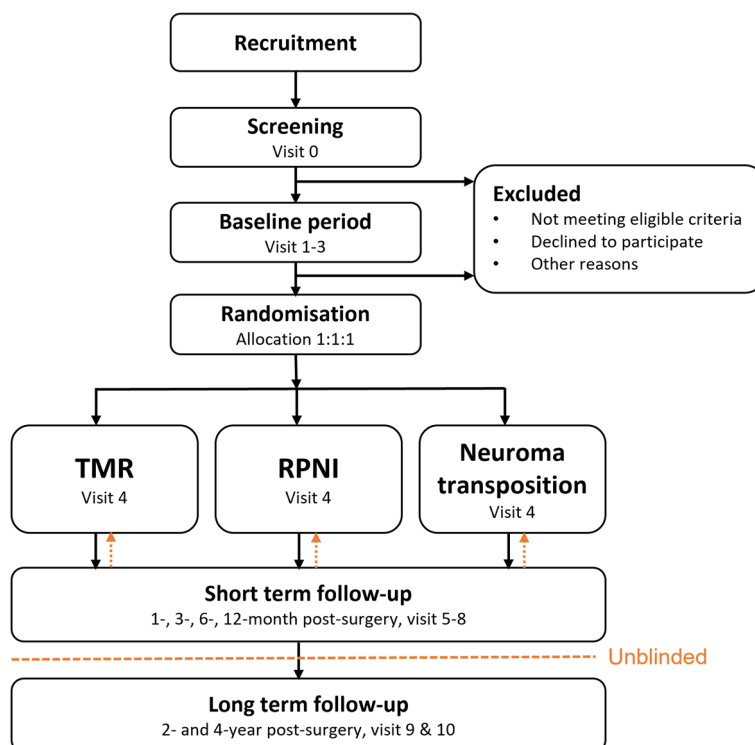 Recruitment
Screening
Visit 0
Excluded
• Not meeting eligible criteria
• Declined to participate
• Other reasons
Baseline period
Visit 1-3
Randomisation
Allocation 1:1:1
TMR
Visit 4
RPNI
Visit 4
Neuroma
transposition
Visit 4
Short term follow-up
1-, 3-, 6-, 12-month post-surgery, visit 5-8
Unblinded
Long term follow-up
2- and 4-year post-surgery, visit 9 & 10